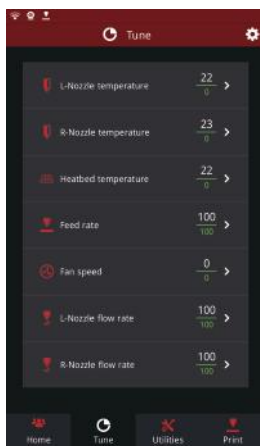 Tune
L-Nozzle temperature 22 0
R-Nozzle temperature 23 0
Heatbed temperature 22 0
Feed rate 100 100
Fan speed 0 0
L-Nozzle flow rate 100 100
R-Nozzle flow rate 100 100
Home Tune Utilities Print